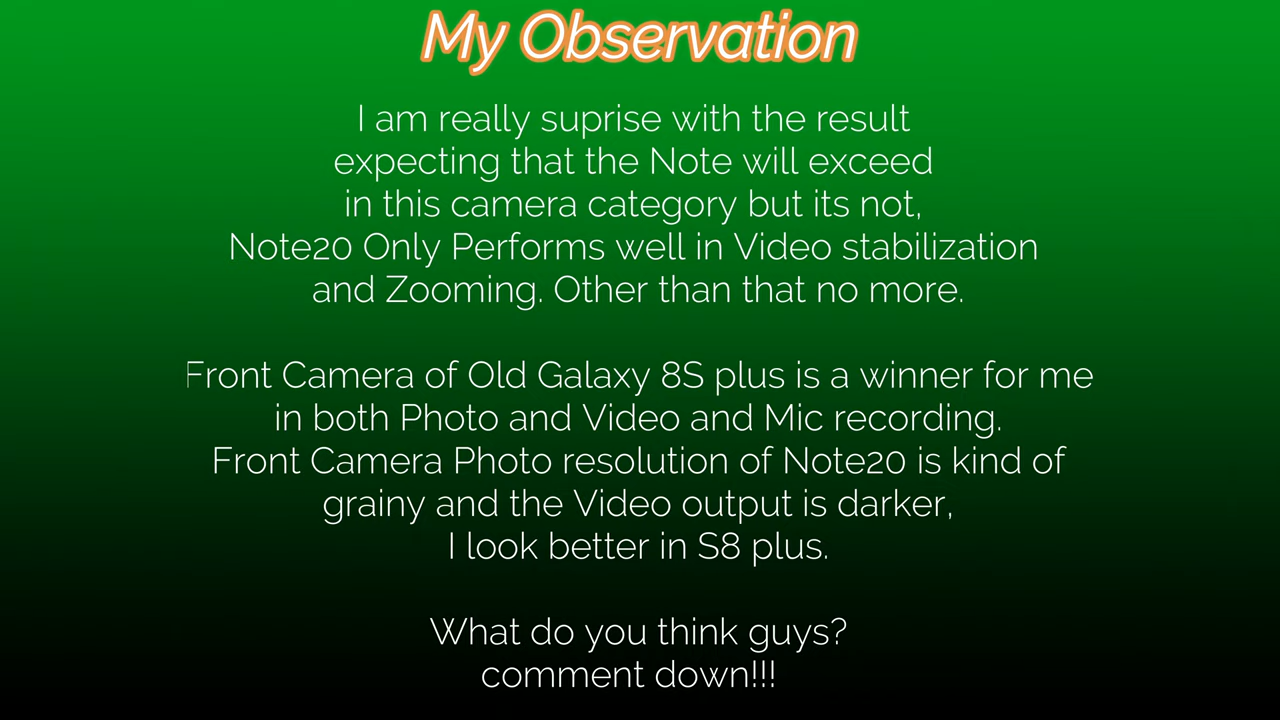 My Observation
I am really suprise with the result
expecting that the Note will exceed
in this camera category but its not,
Note20 Only Performs well in Video stabilization
and Zooming. Other than that no more.
Front Camera of Old Galaxy 8S plus is a winner for me
in both Photo and Video and Mic recording.
Front Camera Photo resolution of Note20 is kind of
grainy and the Video output is darker,
I look better in S8 plus.
What do you think guys?
comment down!!!